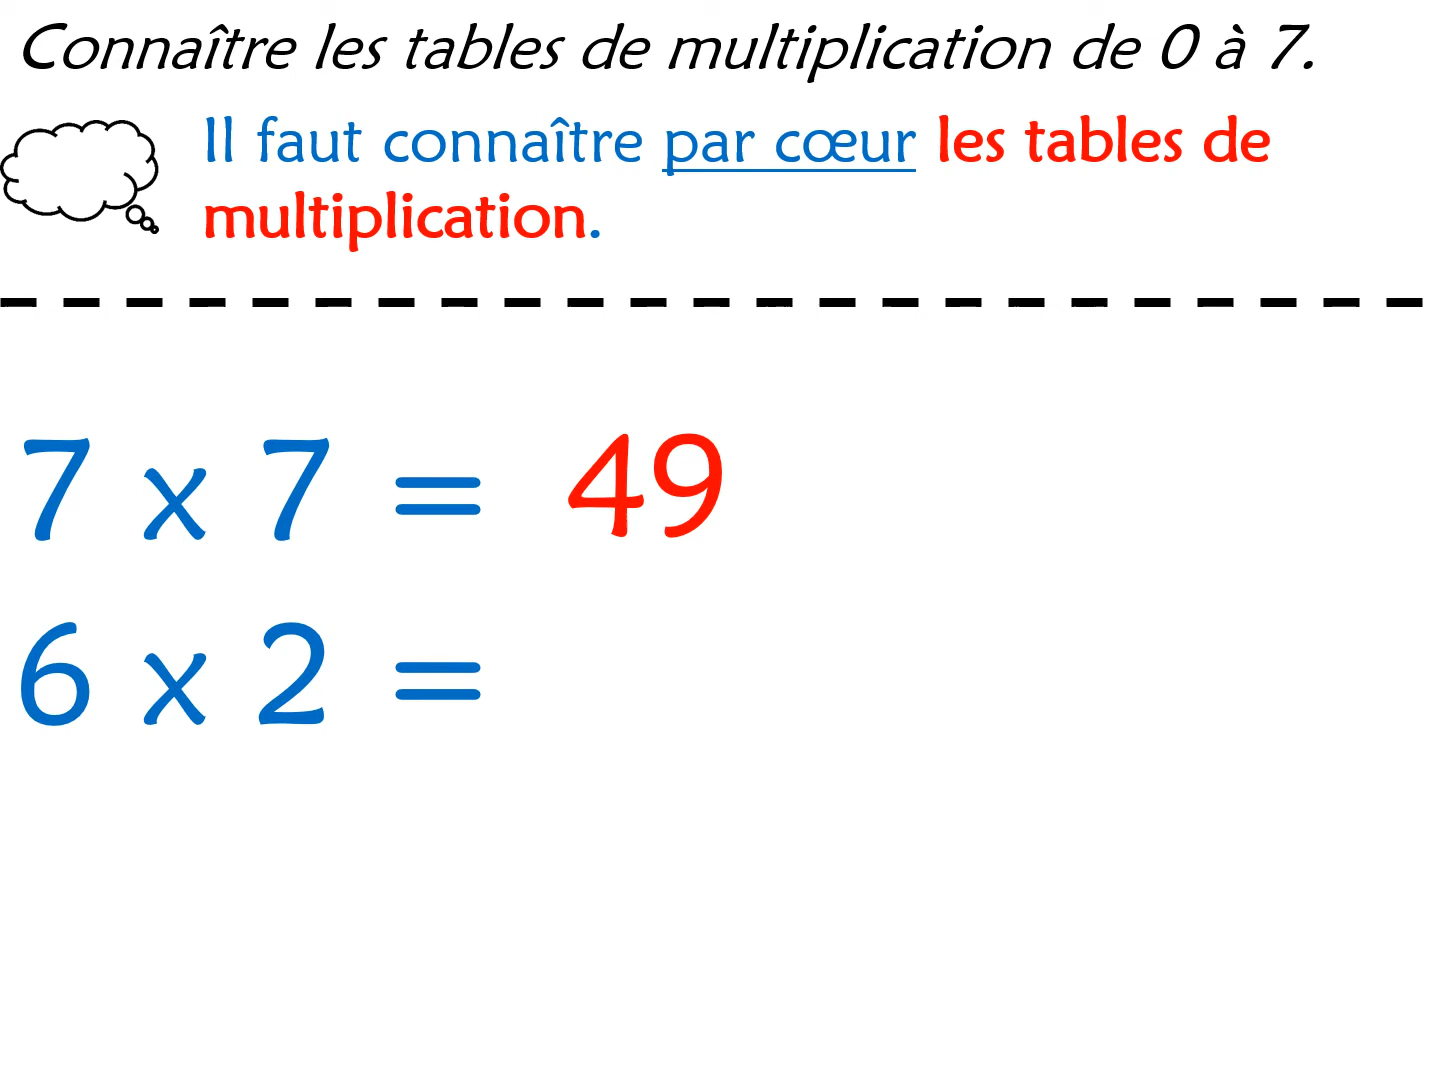 Connaître les tables de multiplication de 0 à 7.
Il faut connaître par cœur les tables de
multiplication.
7 x 7 = 49
6 x 2 =